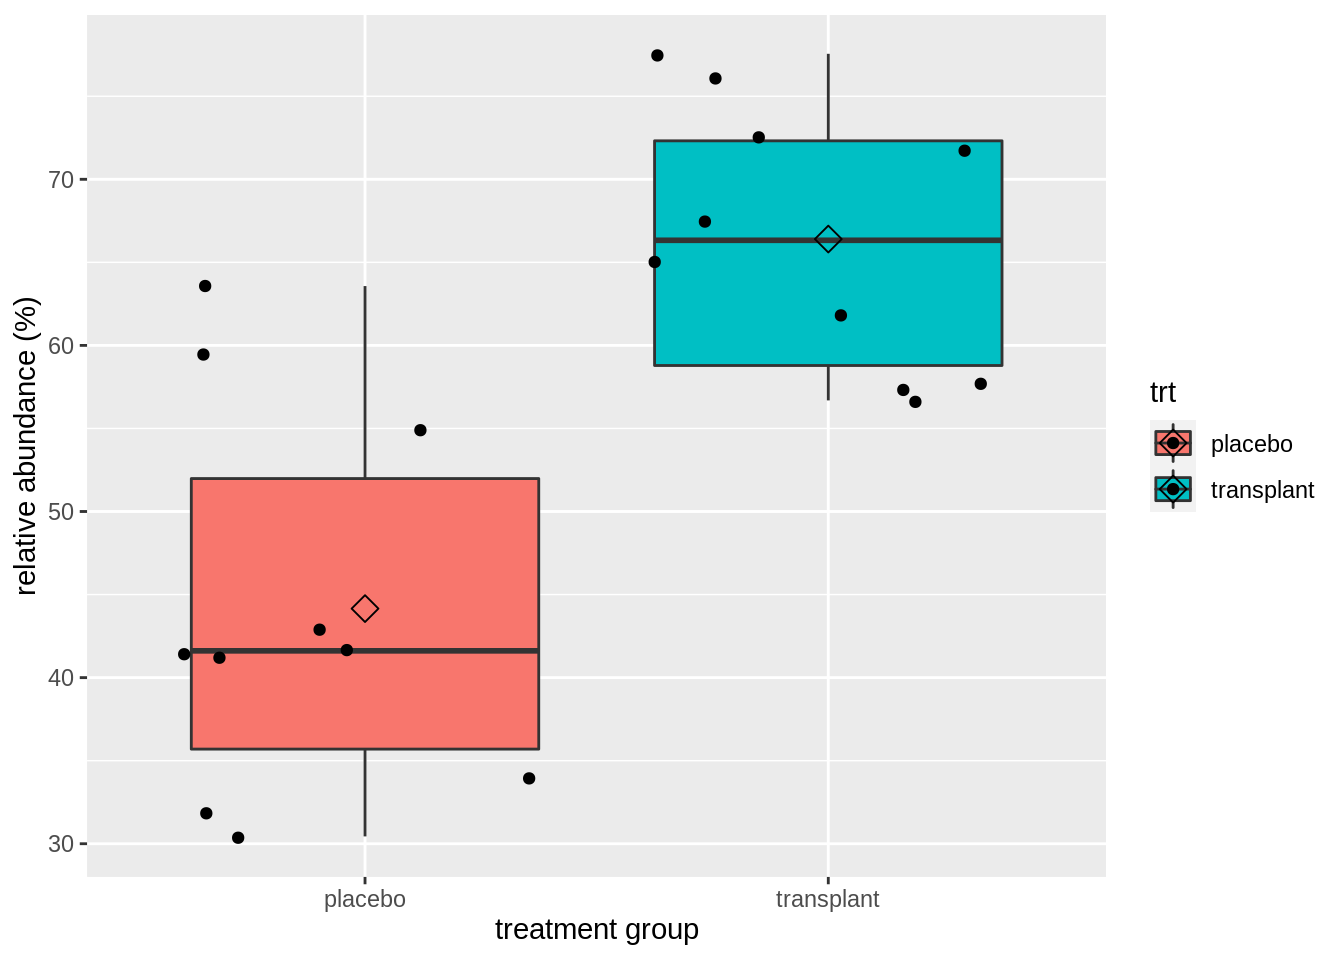 relative abundance (%)
70
60
50
40
30
placebo
transplant
treatment group
trt
placebo
transplant